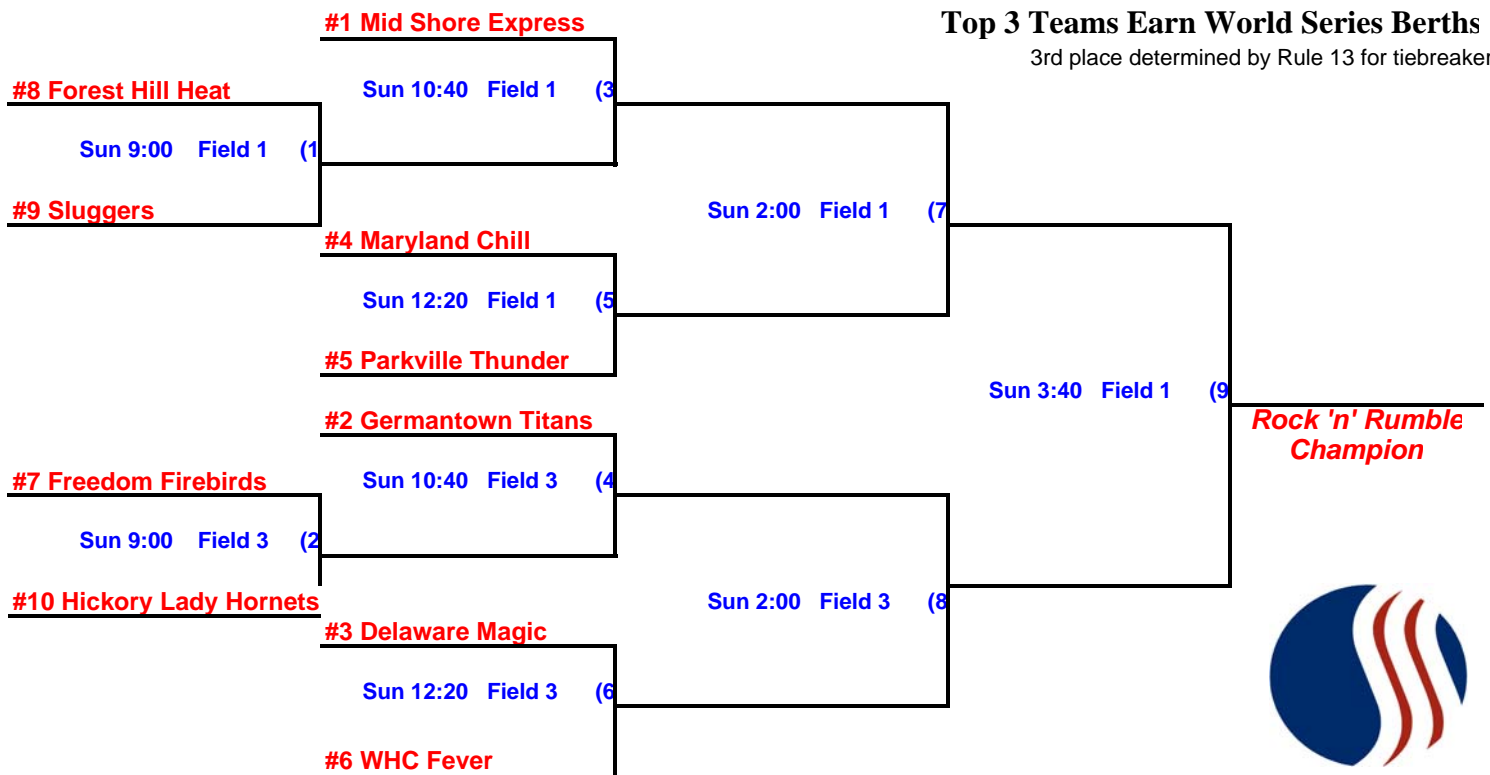 #1 Mid Shore Express
Top 3 Teams Earn World Series Berths
3rd place determined by Rule 13 for tiebreaker
#8 Forest Hill Heat
Sun 10:40 Field 1 (3
Sun 9:00 Field 1 (1
#9 Sluggers
Sun 2:00 Field 1 (7
#4 Maryland Chill
Sun 12:20 Field 1 (5
#5 Parkville Thunder
Sun 3:40 Field 1 (9
#2 Germantown Titans
Rock 'n' Rumble
Champion
#7 Freedom Firebirds
Sun 10:40 Field 3 (4
Sun 9:00 Field 3 (2
#10 Hickory Lady Hornets
Sun 2:00 Field 3 (8
#3 Delaware Magic
Sun 12:20 Field 3 (6
#6 WHC Fever